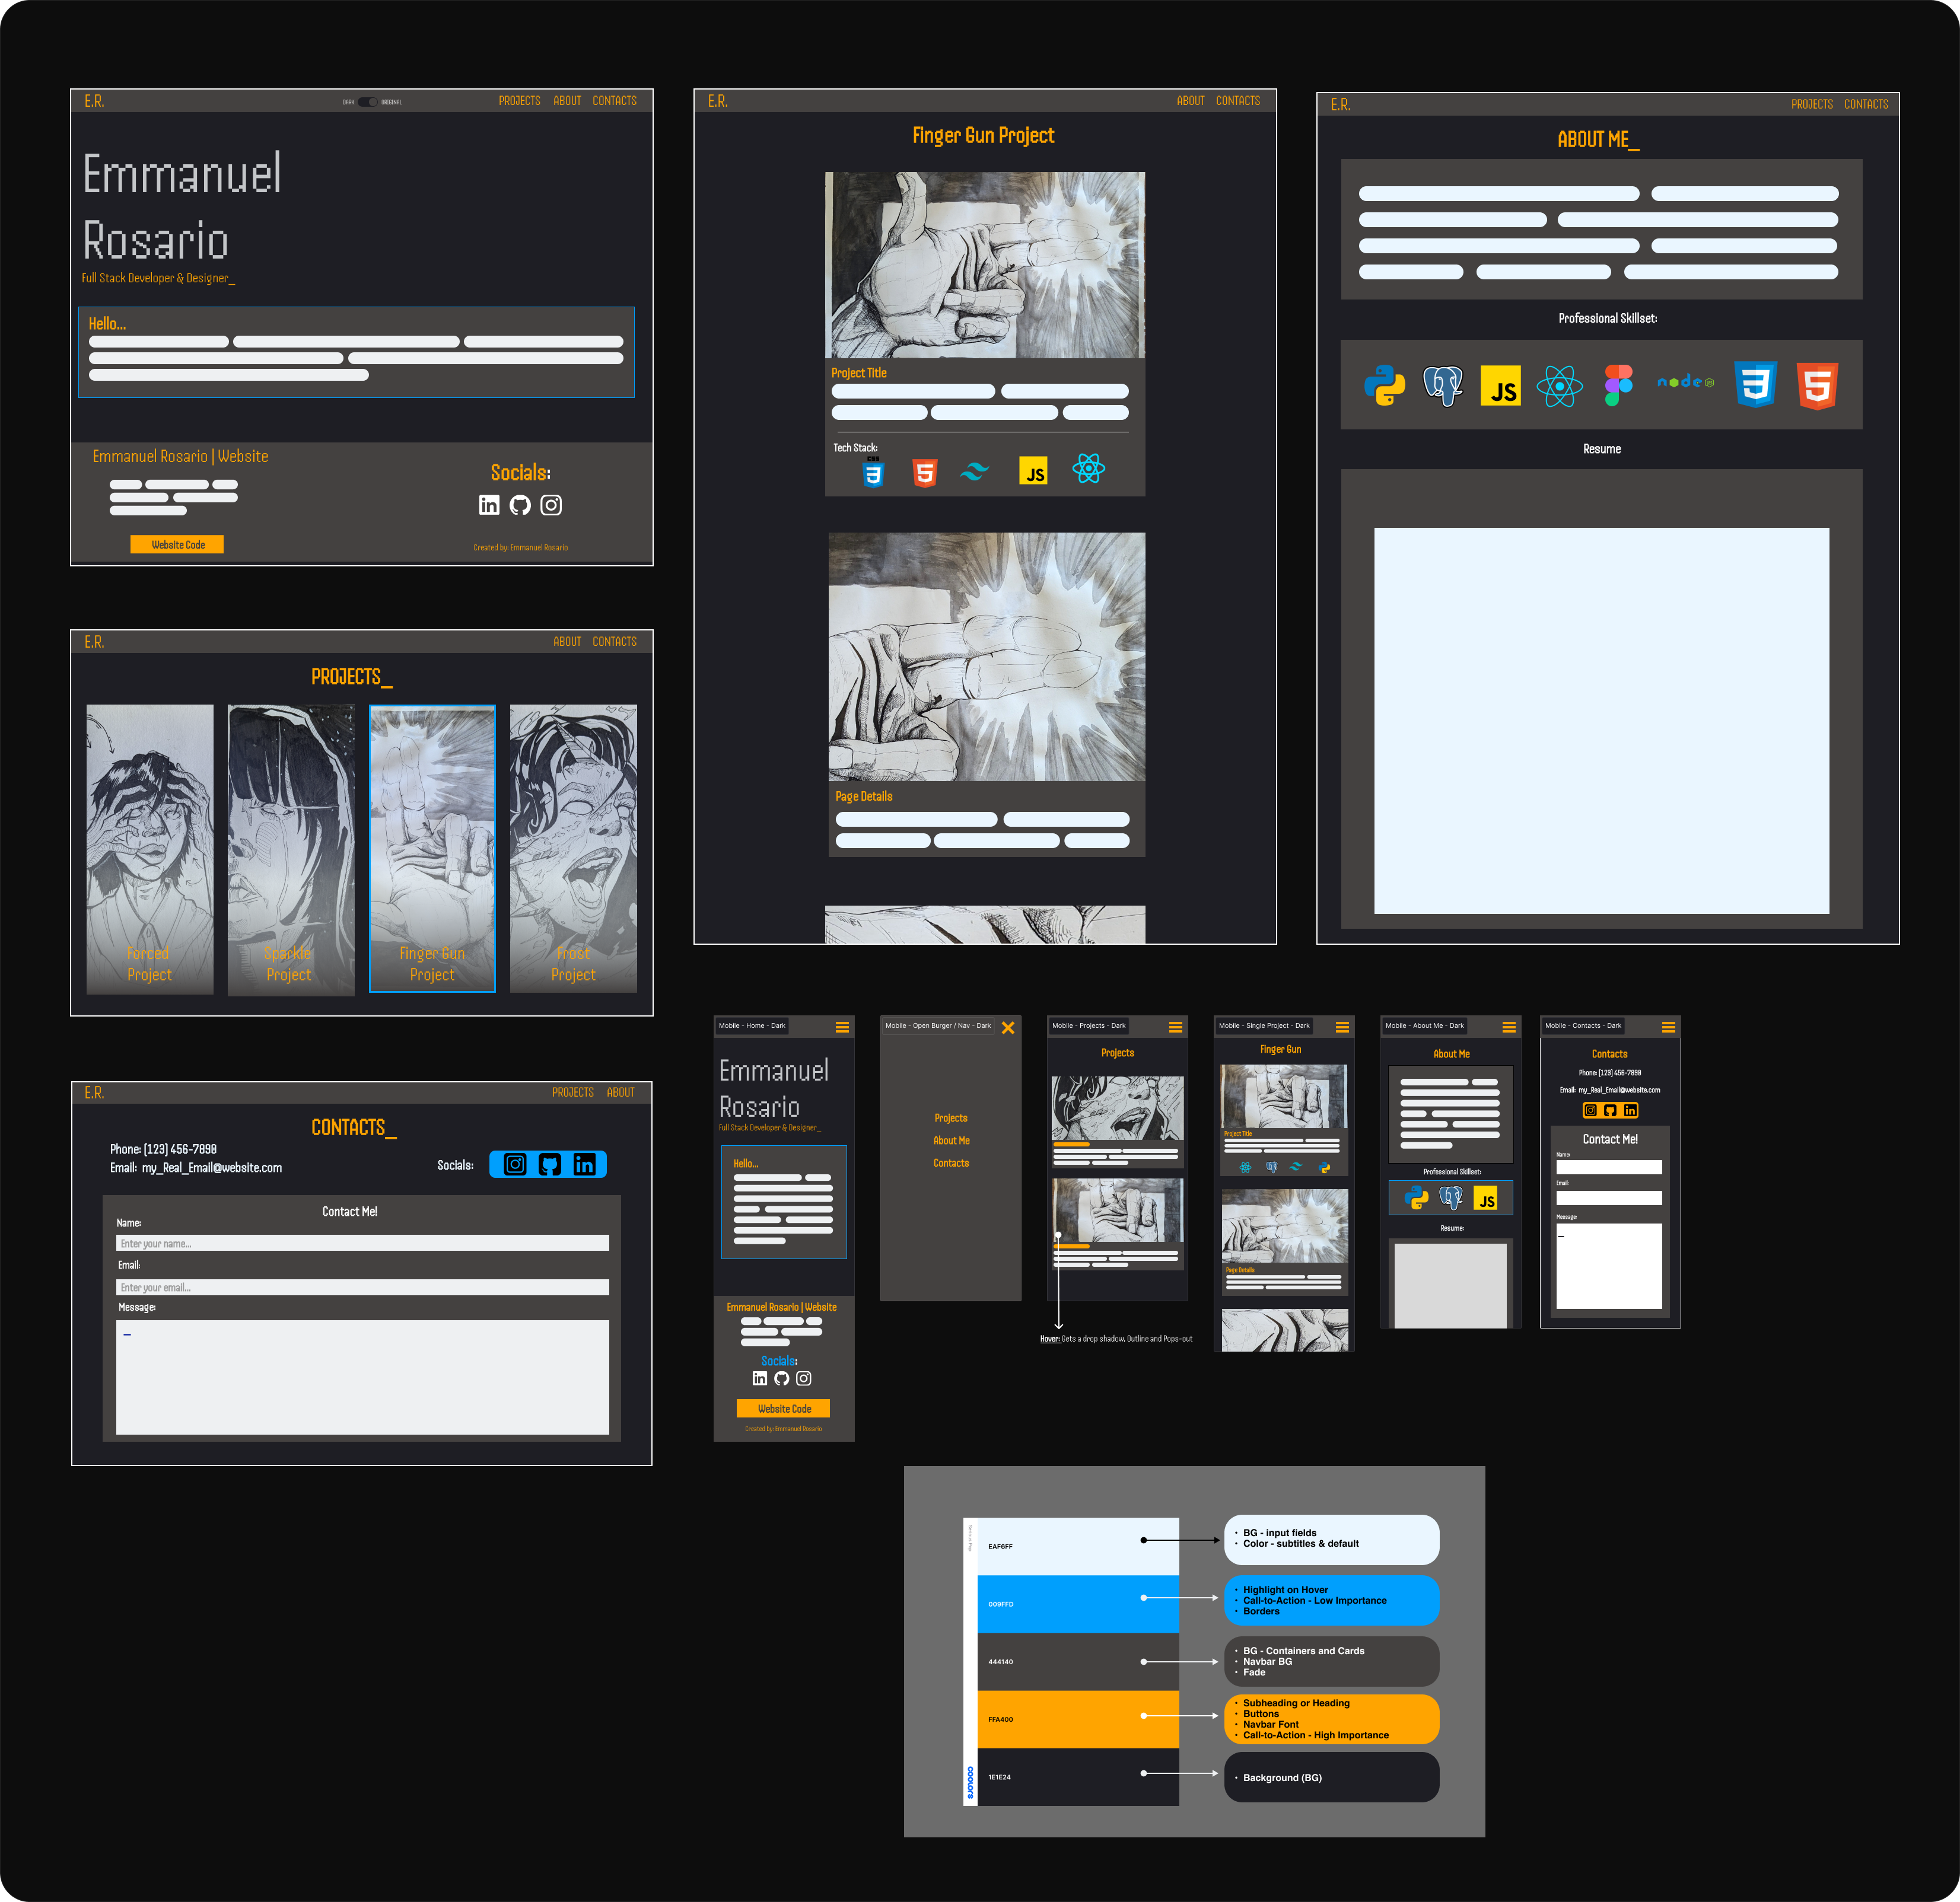 E.R.
DARK
ORIGINAL
PROJECTS ABOUT CONTACTS
Emmanuel
Rosario
Full Stack Developer & Designer_
Hello...
Emmanuel Rosario | Website
Website Code
Socials:
Created by: Emmanuel Rosario
E.R.
ABOUT CONTACTS
PROJECTS_
Forced
Project
Sparkle
Project
Finger Gun
Project
Frost
Project
E.R.
PROJECTS ABOUT
CONTACTS_
Phone: [123] 456-7890
Email: my_Real_Email@website.com
Socials:
Contact Me!
Name:
Enter your name...
Email:
Enter your email...
Message:
E.R.
ABOUT CONTACTS
Finger Gun Project
Project Title
Tech Stack:
CSS
3
5
JS
Page Details
E.R.
PROJECTS CONTACTS
ABOUT ME_
Professional Skillset:
JS
node
JS
3
5
Resume
Mobile - Home - Dark
Emmanuel
Rosario
Full Stack Developer & Designer_
Hello...
Emmanuel Rosario | Website
Socials:
Website Code
Created by: Emmanuel Rosario
Mobile - Open Burger / Nav - Dark
Projects
About Me
Contacts
Mobile - Projects - Dark
Projects
Hover: Gets a drop shadow, Outline and Pops-out
Mobile - Single Project - Dark
Finger Gun
Project Title
Page Details
Mobile - About Me - Dark
About Me
Professional Skillset:
JS
Resume:
Mobile - Contacts - Dark
Contacts
Phone: [123] 456-7890
Email: my_Real_Email@website.com
Contact Me!
Name:
Email:
Message:
Serious Pop
coolors
EAF6FF
009FFD
444140
FFA400
1E1E24
• BG - input fields
• Color - subtitles & default
• Highlight on Hover
• Call-to-Action - Low Importance
• Borders
• BG - Containers and Cards
• Navbar BG
• Fade
• Subheading or Heading
• Buttons
• Navbar Font
• Call-to-Action - High Importance
• Background (BG)